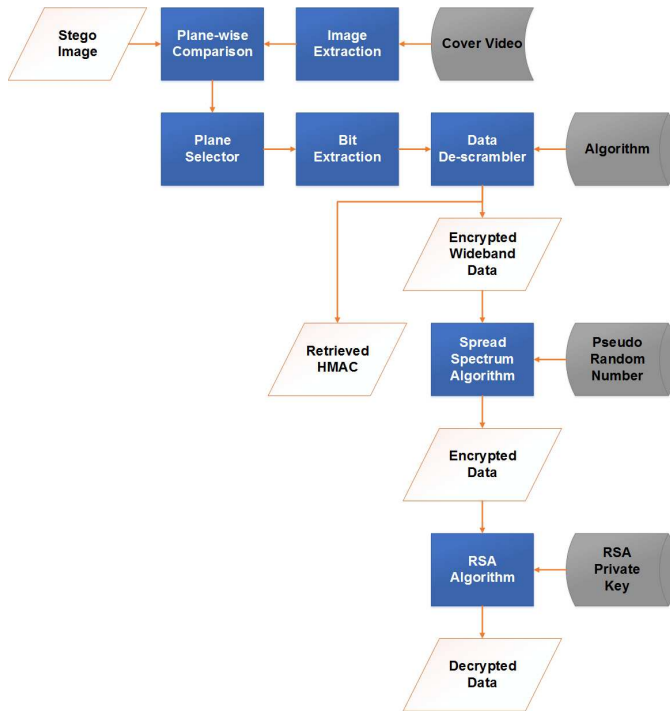 Stego
Image
Plane-wise
Comparison
Image
Extraction
Cover Video
Plane
Selector
Bit
Extraction
Data
De-scrambler
Algorithm
Encrypted
Wideband
Data
Retrieved
HMAC
Spread
Spectrum
Algorithm
Pseudo
Random
Number
Encrypted
Data
RSA
Algorithm
RSA
Private
Key
Decrypted
Data